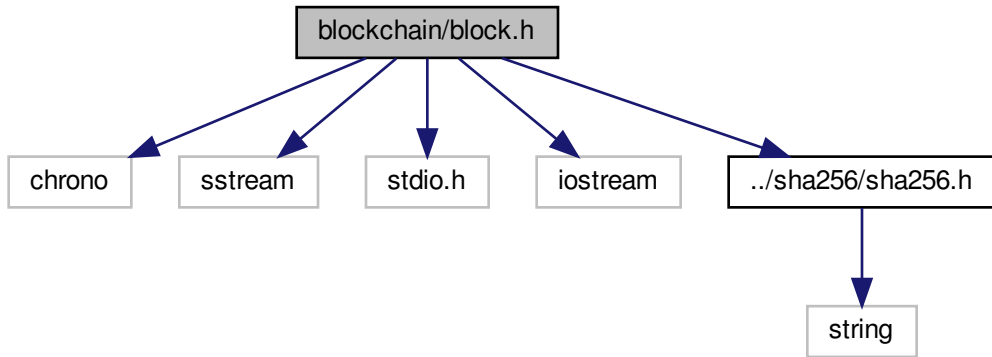 blockchain/block.h
chrono
sstream
stdio.h
iostream
../sha256/sha256.h
string